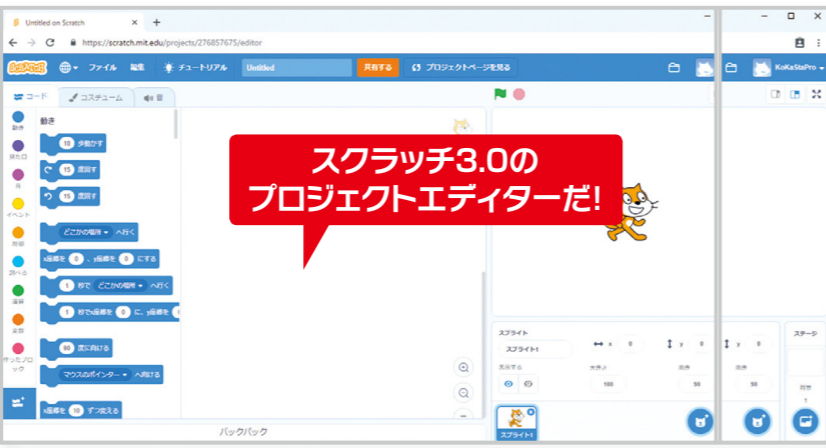 Untitled on Scratch
https://scratch.mit.edu/projects/276857675/editor
SCRATCH
ファイル 編集 チュートリアル Untitled 共有する プロジェクトページを見る
KoKaStaPro
コード コスチューム 音
動き
動き
10 歩動かす
見た目
15 度回す
音
15 度回す
イベント
どこかの場所 へ行く
制御
x座標を 0 、y座標を 0 にする
調べる
1 秒で どこかの場所 へ行く
演算
1 秒でx座標を 0 に、y座標を
変数
90 度に向ける
作ったブロック
マウスのポインター へ向ける
x座標を 10 ずつ変える
スクラッチ3.0の
プロジェクトエディターだ!
スプライト
スプライト1
x 0 y 0 y 0
表示する 大きさ 向き 向き
100 90 90
スプライト1
ステージ
背景
1
バックパック